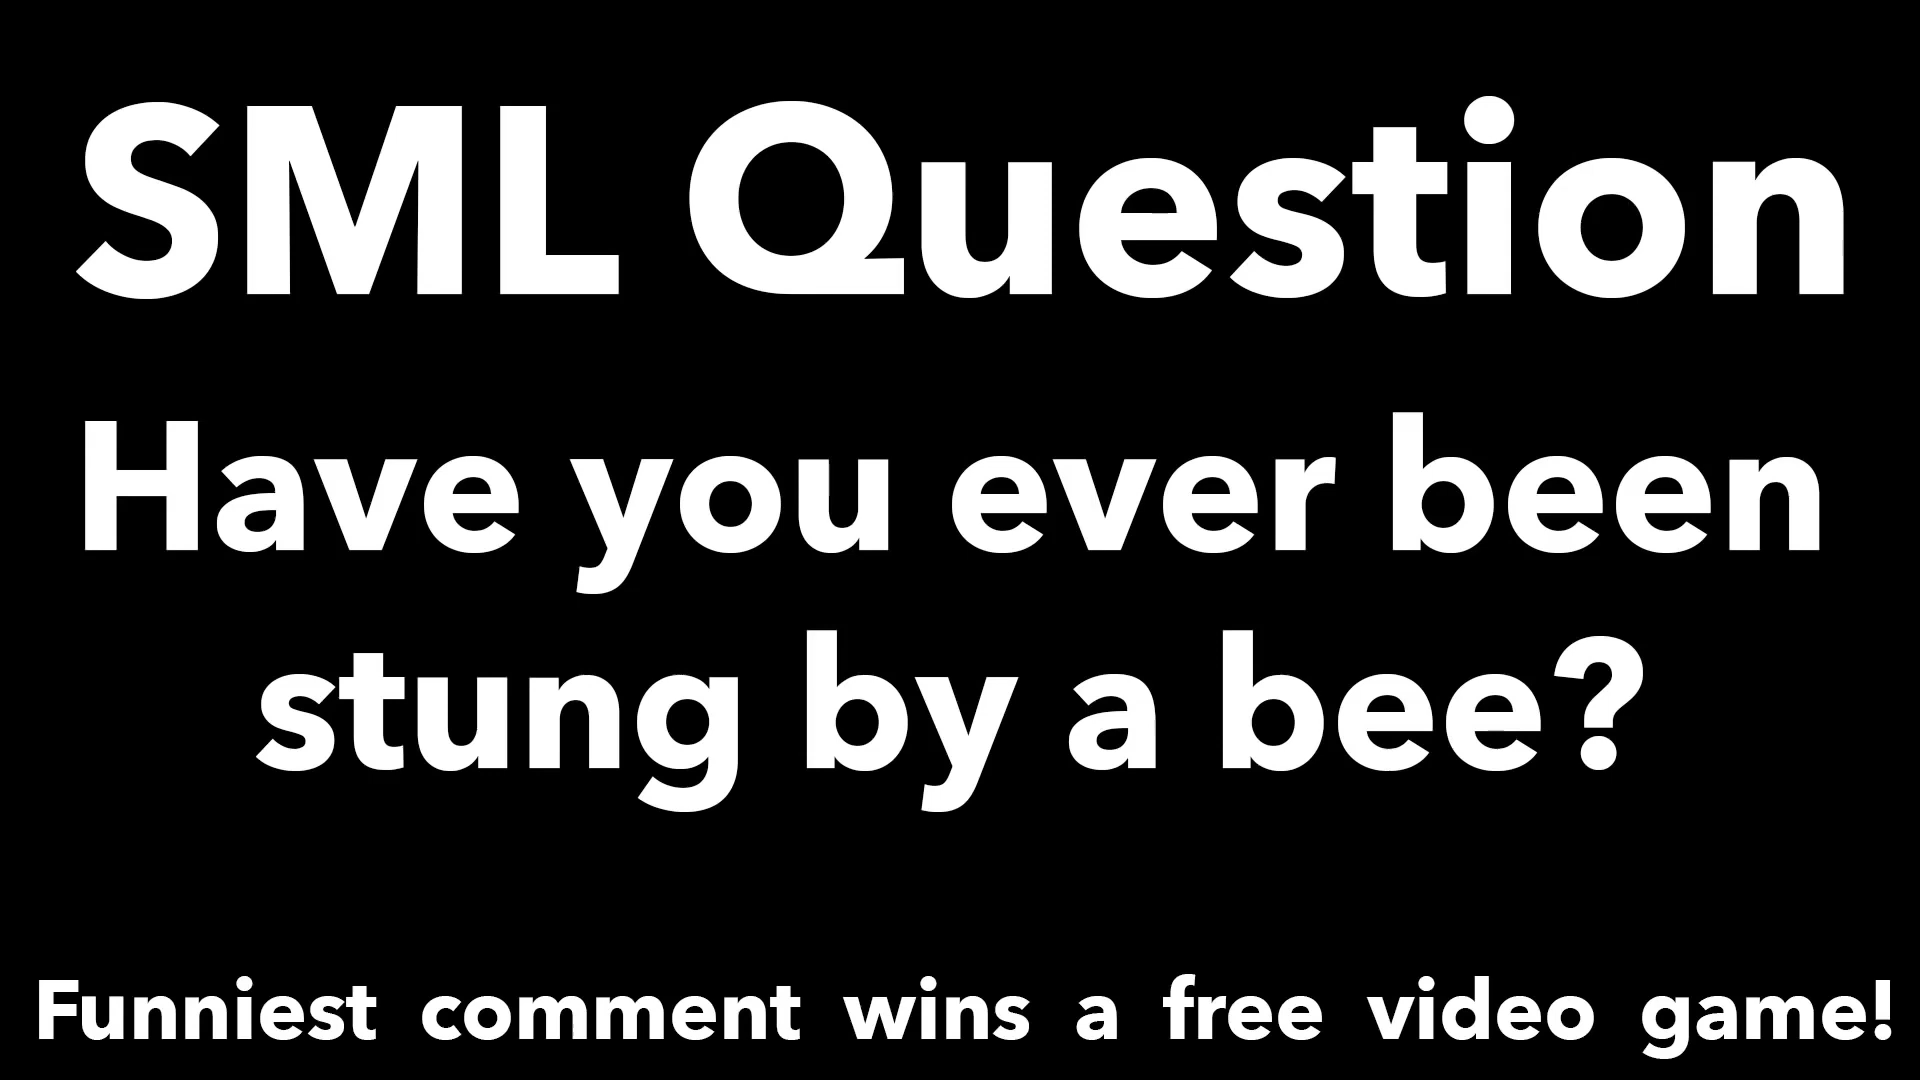 SML Question
Have you ever been
stung by a bee?
Funniest comment wins a free video game!